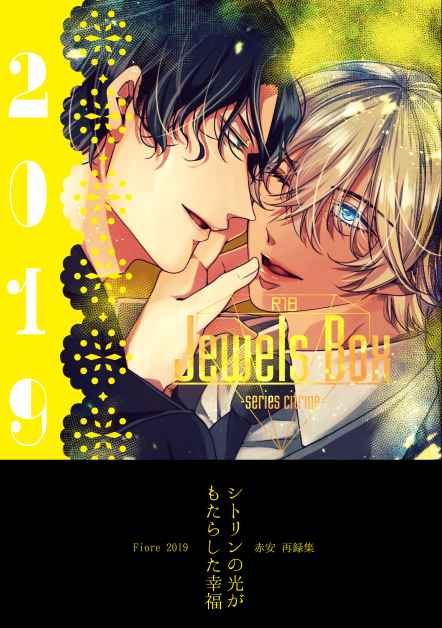 2019
R18
Jewels Box
-series citrine-
シトリンの光が
もたらした幸福
Fiore 2019
赤安 再録集